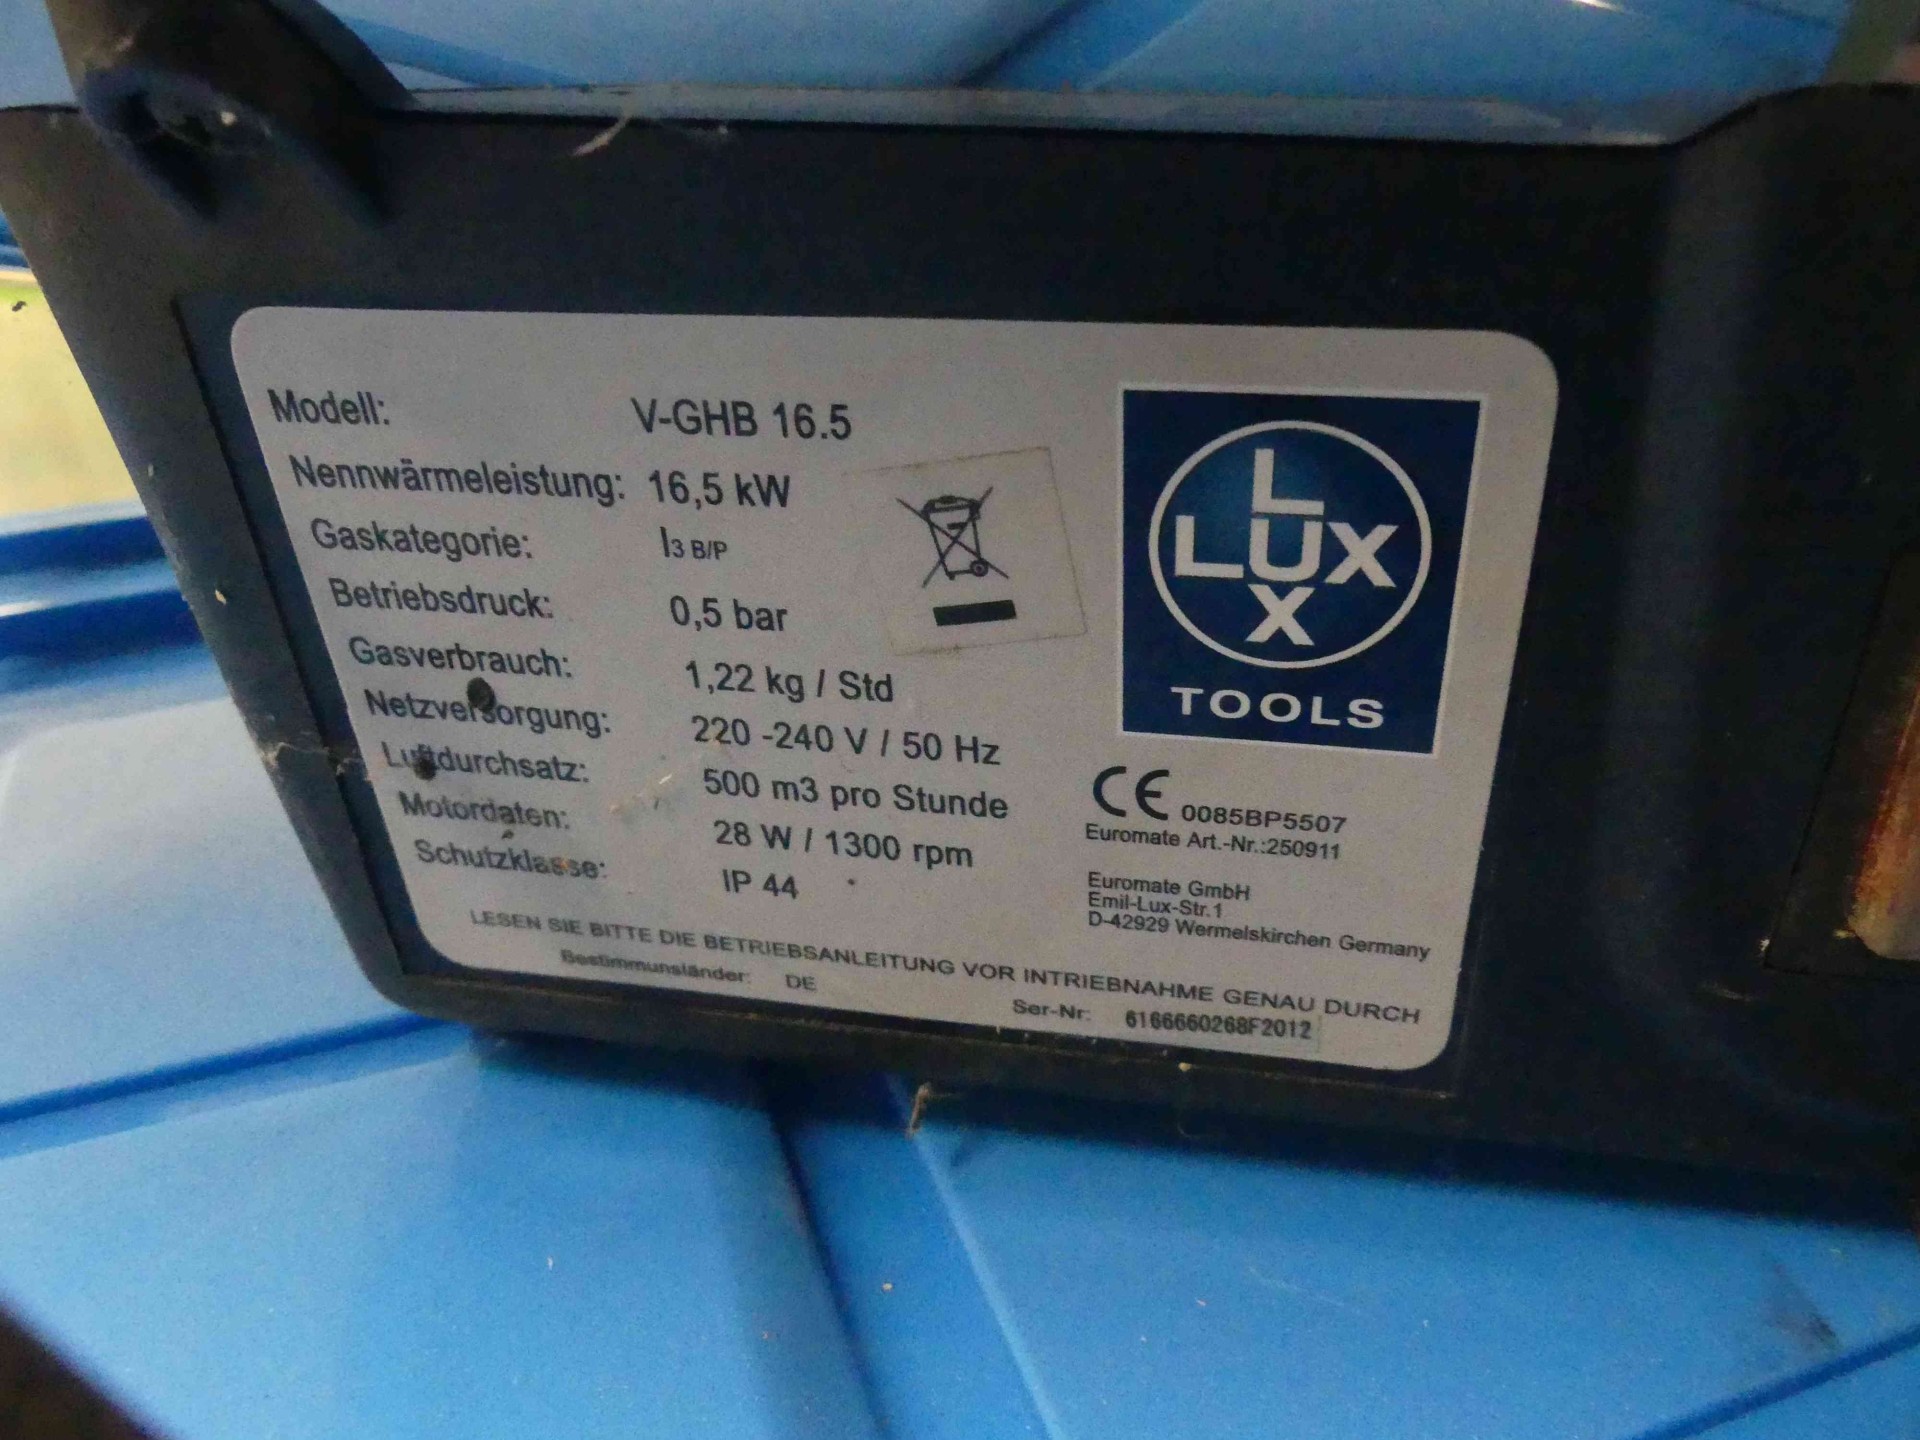 Modell: V-GHB 16.5
Nennwärmeleistung: 16,5 kW
Gaskategorie: I3 B/P
Betriebsdruck: 0,5 bar
Gasverbrauch: 1,22 kg / Std
Netzversorgung: 220 -240 V / 50 Hz
Luftdurchsatz: 500 m3 pro Stunde
Motordaten: 28 W / 1300 rpm
Schutzklasse: IP 44
L
LUX
X
TOOLS
CE 0085BP5507
Euromate Art.-Nr.:250911
Euromate GmbH
Emil-Lux-Str.1
D-42929 Wermelskirchen Germany
LESEN SIE BITTE DIE BETRIEBSANLEITUNG VOR INTRIEBNAHME GENAU DURCH
Bestimmunsländer: DE
Ser-Nr: 6166660268F2012